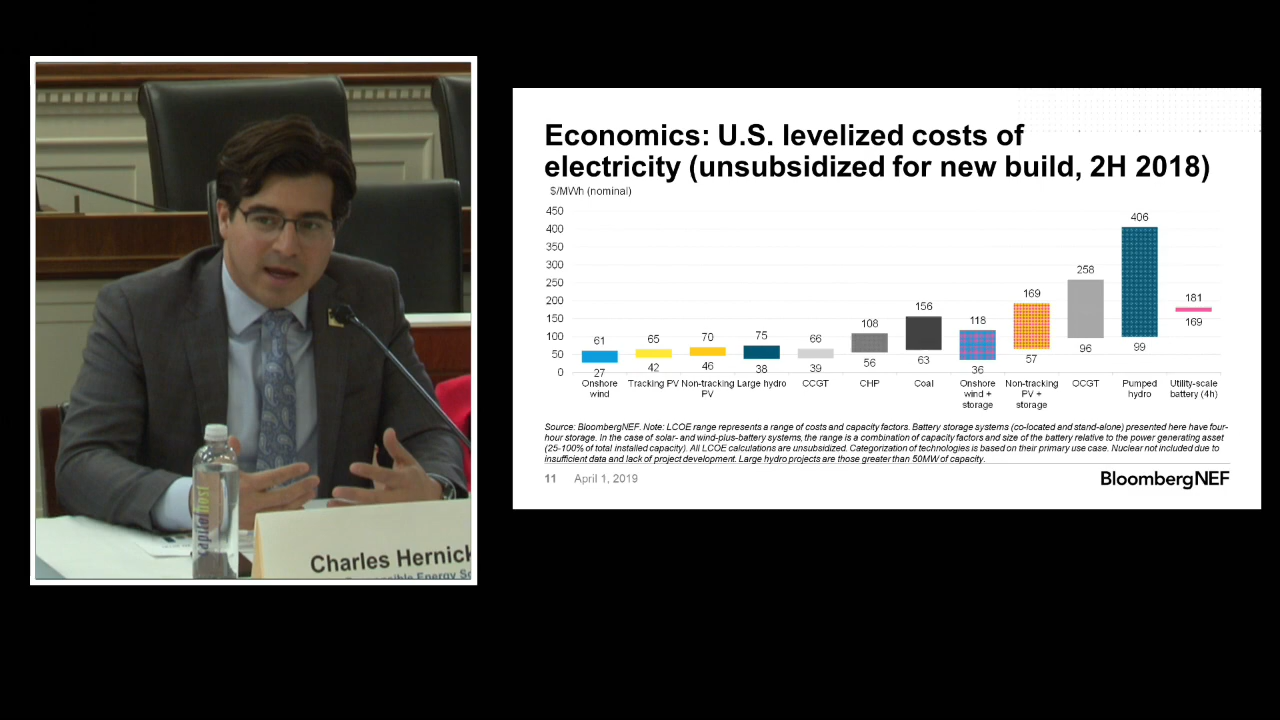 Economics: U.S. levelized costs of
electricity (unsubsidized for new build, 2H 2018)
$/MWh (nominal)
450
400
350
300
250
200
150
100
50
0
61
27
65
42
70
46
75
38
66
39
108
56
156
63
118
36
169
57
258
96
406
99
181
169
Onshore
wind
Tracking PV
Non-tracking
PV
Large hydro
CCGT
CHP
Coal
Onshore
wind +
storage
Non-tracking
PV +
storage
OCGT
Pumped
hydro
Utility-scale
battery (4h)
Source: BloombergNEF. Note: LCOE range represents a range of costs and capacity factors. Battery storage systems (co-located and stand-alone) presented here have four-
hour storage. In the case of solar- and wind-plus-battery systems, the range is a combination of capacity factors and size of the battery relative to the power generating asset
(25-100% of total installed capacity). All LCOE calculations are unsubsidized. Categorization of technologies is based on their primary use case. Nuclear not included due to
insufficient data and lack of project development. Large hydro projects are those greater than 50MW of capacity.
11 April 1, 2019
BloombergNEF
capitol host
Charles Hernick
Energy